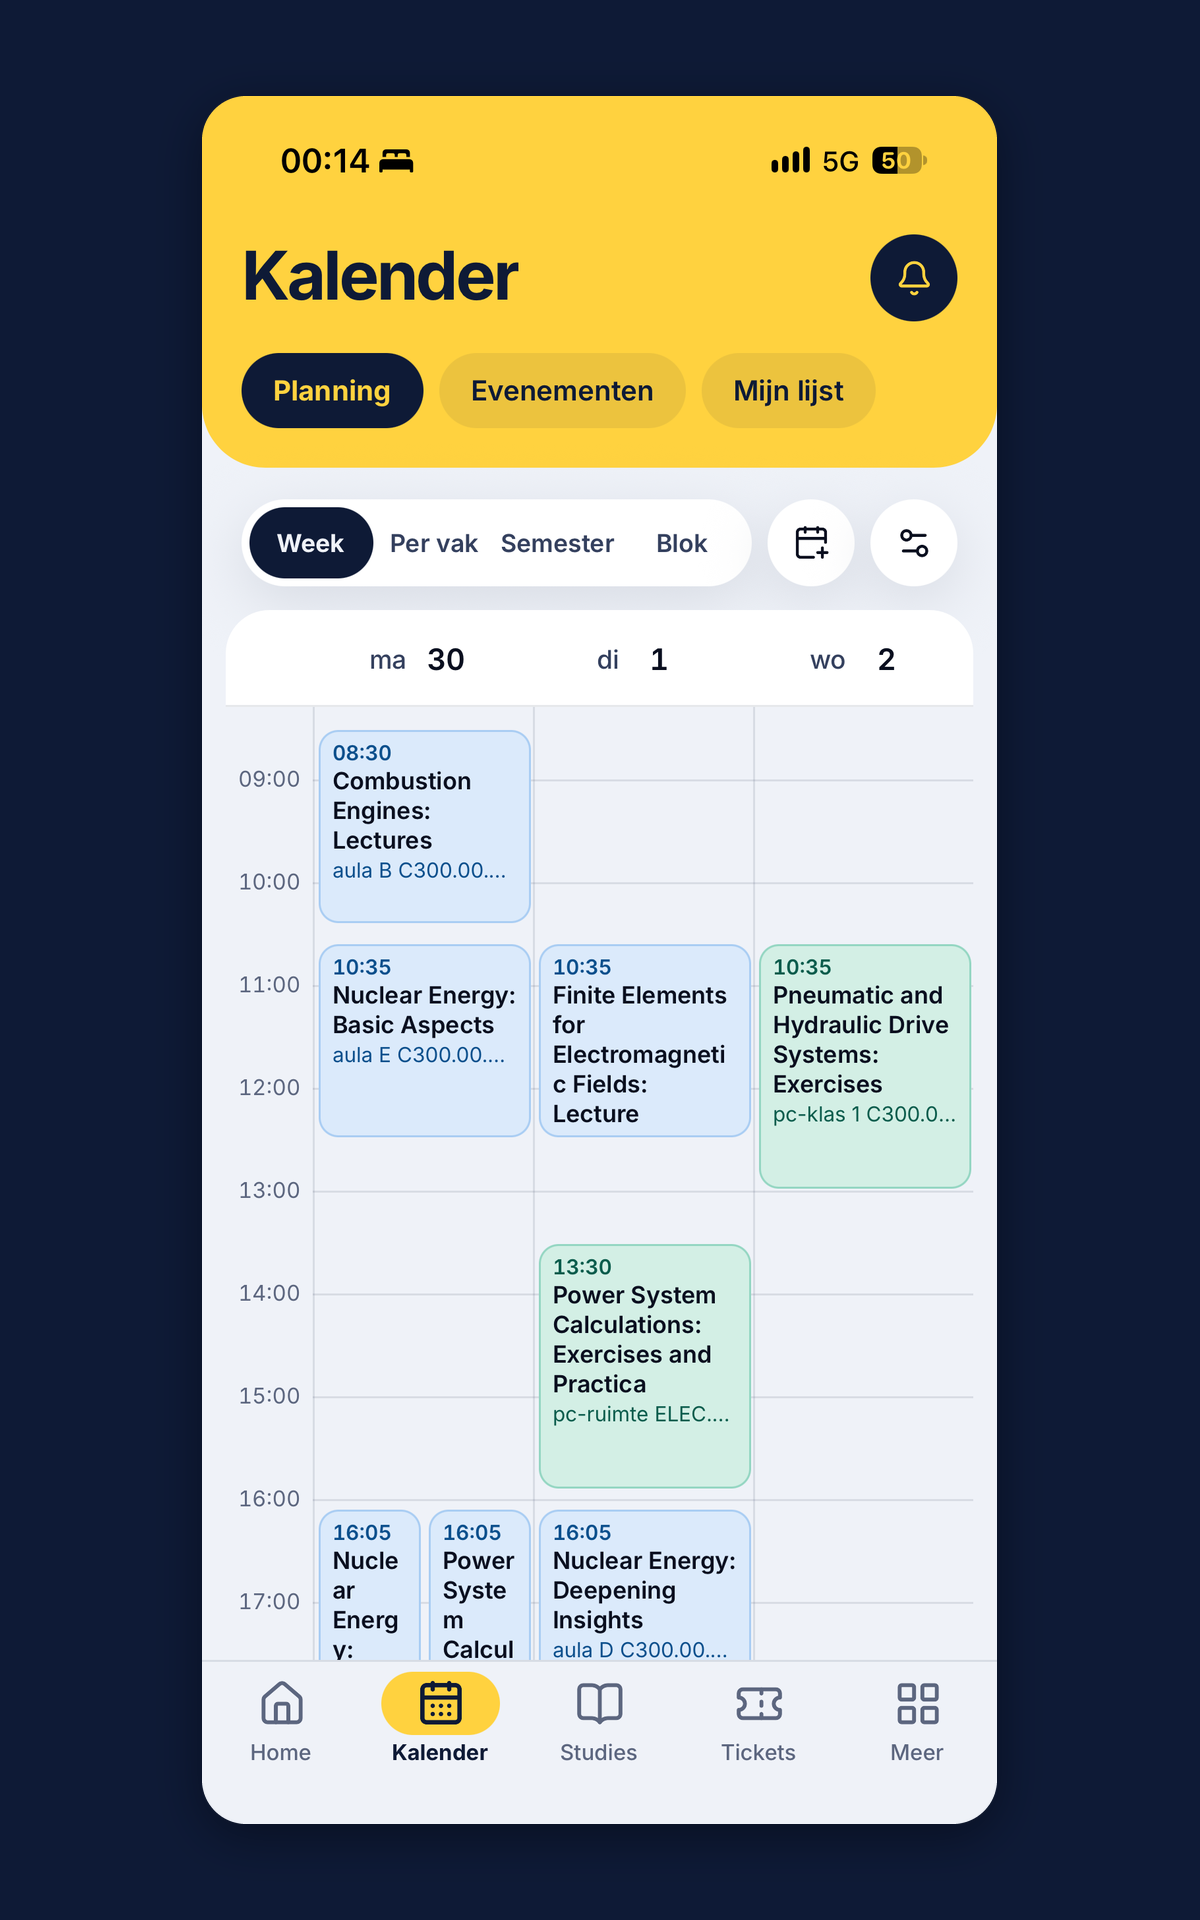 00:14
5G
50
Kalender
Planning
Evenementen
Mijn lijst
Week
Per vak
Semester
Blok
ma 30
di 1
wo 2
09:00
10:00
11:00
12:00
13:00
14:00
15:00
16:00
17:00
08:30
Combustion
Engines:
Lectures
aula B C300.00....
10:35
Nuclear Energy:
Basic Aspects
aula E C300.00....
16:05
Nucle
ar
Energ
y:
16:05
Power
Syste
m
Calcul
10:35
Finite Elements
for
Electromagneti
c Fields:
Lecture
13:30
Power System
Calculations:
Exercises and
Practica
pc-ruimte ELEC....
16:05
Nuclear Energy:
Deepening
Insights
aula D C300.00....
10:35
Pneumatic and
Hydraulic Drive
Systems:
Exercises
pc-klas 1 C300.0...
Home
Kalender
Studies
Tickets
Meer